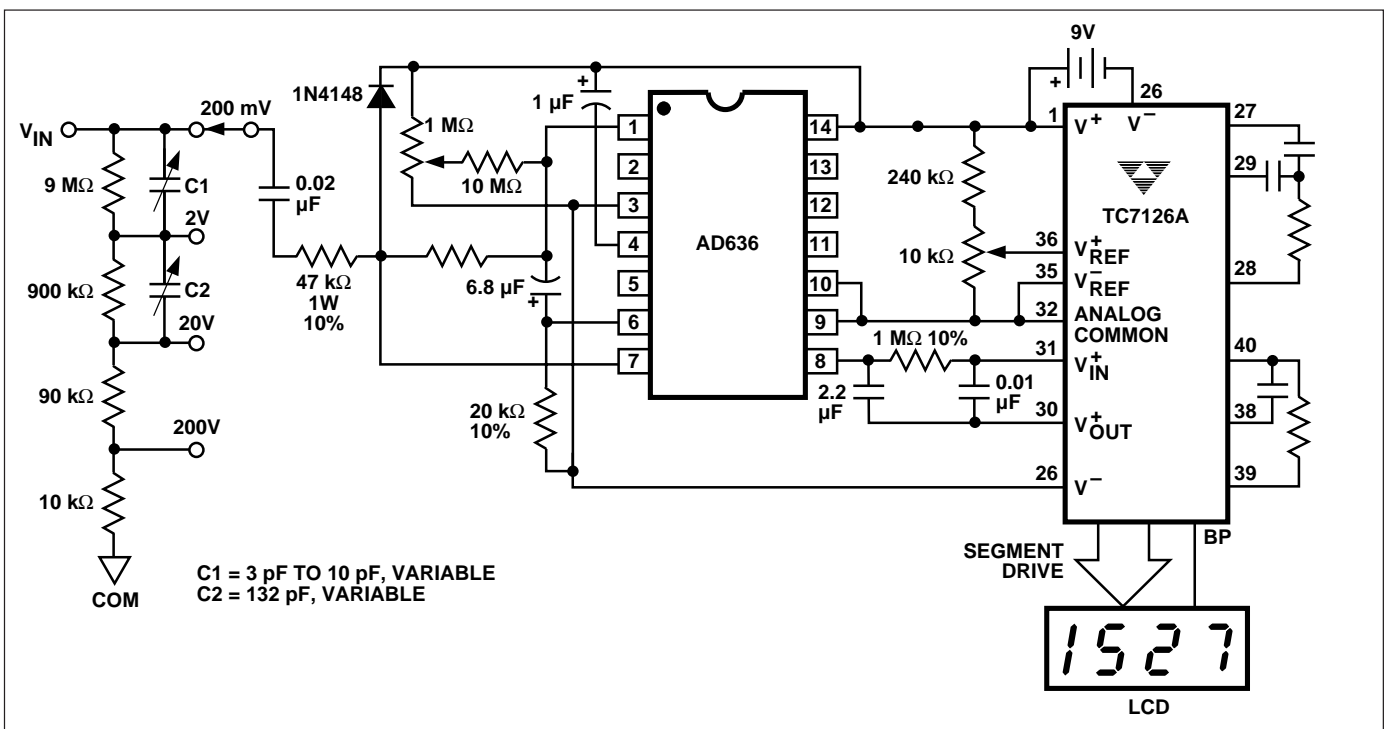 V_IN
9 MΩ
900 kΩ
90 kΩ
10 kΩ
COM
C1
C2
200 mV
2V
20V
200V
0.02
µF
47 kΩ
1W
10%
1N4148
1 MΩ
10 MΩ
+
1 µF
6.8 µF
+
20 kΩ
10%
C1 = 3 pF TO 10 pF, VARIABLE
C2 = 132 pF, VARIABLE
1
2
3
4
5
6
7
AD636
14
13
12
11
10
9
8
240 kΩ
10 kΩ
1 MΩ 10%
2.2
µF
0.01
µF
9V
+
26
1
V+
V−
TC7126A
36
V+REF
35
V−REF
32
ANALOG
COMMON
31
V+IN
30
V+OUT
26
V−
27
29
28
40
38
39
BP
SEGMENT
DRIVE
1527
LCD